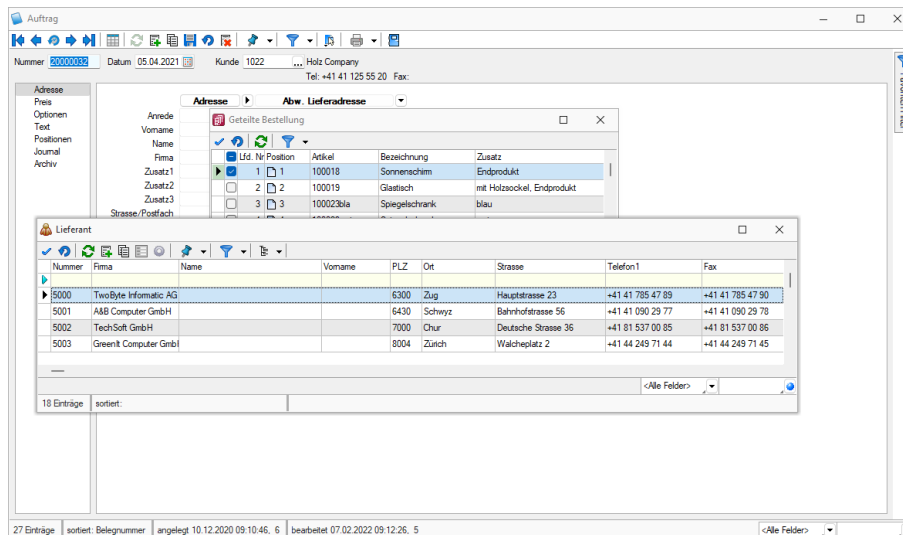 Auftrag
Nummer 20000032 Datum 05.04.2021 Kunde 1022 ... Holz Company
Tel: +41 41 125 55 20 Fax:
Adresse
Preis
Optionen
Text
Positionen
Journal
Archiv
Adresse Abw. Lieferadresse
Anrede
Vorname
Name
Firma
Zusatz1
Zusatz2
Zusatz3
Strasse/Postfach
Geteilte Bestellung
Lfd. Nr Position Artikel Bezeichnung Zusatz
1 1 100018 Sonnenschirm Endprodukt
2 2 100019 Glastisch mit Holzsockel, Endprodukt
3 3 100023bla Spiegelschrank blau
Lieferant
Nummer Firma Name Vorname PLZ Ort Strasse Telefon1 Fax
5000 TwoByte Informatic AG 6300 Zug Hauptstrasse 23 +41 41 785 47 89 +41 41 785 47 90
5001 A&B Computer GmbH 6430 Schwyz Bahnhofstrasse 56 +41 41 090 29 77 +41 41 090 29 78
5002 TechSoft GmbH 7000 Chur Deutsche Strasse 36 +41 81 537 00 85 +41 81 537 00 86
5003 GreenIt Computer Gmbl 8004 Zürich Walcheplatz 2 +41 44 249 71 44 +41 44 249 71 45
<Alle Felder>
18 Einträge sortiert:
27 Einträge sortiert: Belegnummer angelegt 10.12.2020 09:10:46, 6 bearbeitet 07.02.2022 09:12:26, 5 <Alle Felder>